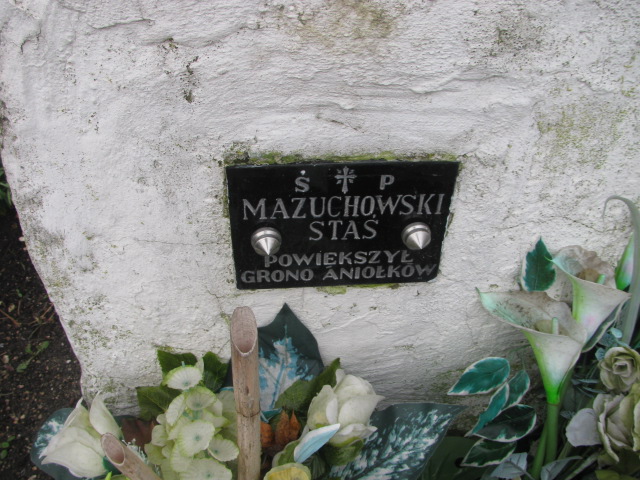 Ś P
MAZUCHOWSKI
STAŚ
POWIĘKSZYŁ
GRONO ANIOŁKÓW